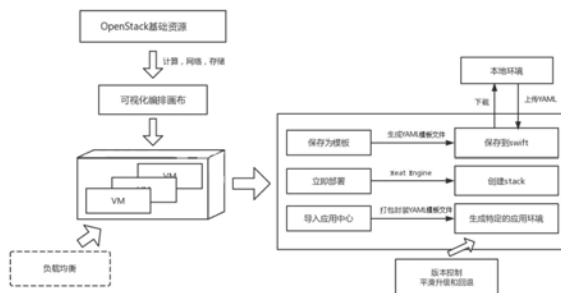 OpenStack基础资源
计算，网络，存储
可视化编排画布
VM
VM
VM
负载均衡
本地环境
下载
上传YAML
保存为模板
生成YAML模板文件
保存到swift
立即部署
Heat Engine
创建stack
导入应用中心
打包封装YAML模板文件
生成特定的应用环境
版本控制
平滑升级和回退